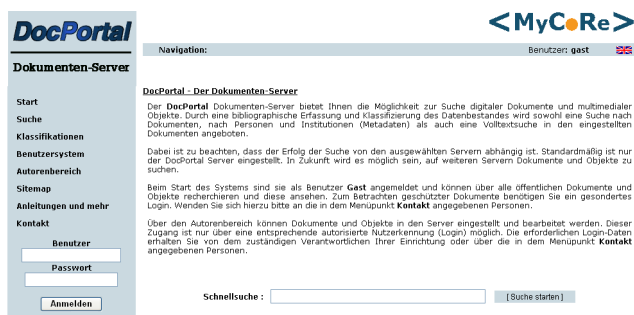 DocPortal
Dokumenten-Server
<MyCoRe>
Navigation:
Benutzer: gast
Start
Suche
Klassifikationen
Benutzersystem
Autorenbereich
Sitemap
Anleitungen und mehr
Kontakt
Benutzer
Passwort
Anmelden
DocPortal - Der Dokumenten-Server
Der DocPortal Dokumenten-Server bietet Ihnen die Möglichkeit zur Suche digitaler Dokumente und multimedialer
Objekte. Durch eine bibliographische Erfassung und Klassifizierung des Datenbestandes wird sowohl eine Suche nach
Dokumenten, nach Personen und Institutionen (Metadaten) als auch eine Volltextsuche in den eingestellten
Dokumenten angeboten.
Dabei ist zu beachten, dass der Erfolg der Suche von den ausgewählten Servern abhängig ist. Standardmäßig ist nur
der DocPortal Server eingestellt. In Zukunft wird es möglich sein, auf weiteren Servern Dokumente und Objekte zu
suchen.
Beim Start des Systems sind sie als Benutzer Gast angemeldet und können über alle öffentlichen Dokumente und
Objekte recherchieren und diese ansehen. Zum Betrachten geschützter Dokumente benötigen Sie ein gesondertes
Login. Wenden Sie sich hierzu bitte an die in dem Menüpunkt Kontakt angegebenen Personen.
Über den Autorenbereich können Dokumente und Objekte in den Server eingestellt und bearbeitet werden. Dieser
Zugang ist nur über eine entsprechende autorisierte Nutzerkennung (Login) möglich. Die erforderlichen Login-Daten
erhalten Sie von dem zuständigen Verantwortlichen Ihrer Einrichtung oder über die in dem Menüpunkt Kontakt
angegebenen Personen.
Schnellsuche :
[ Suche starten ]